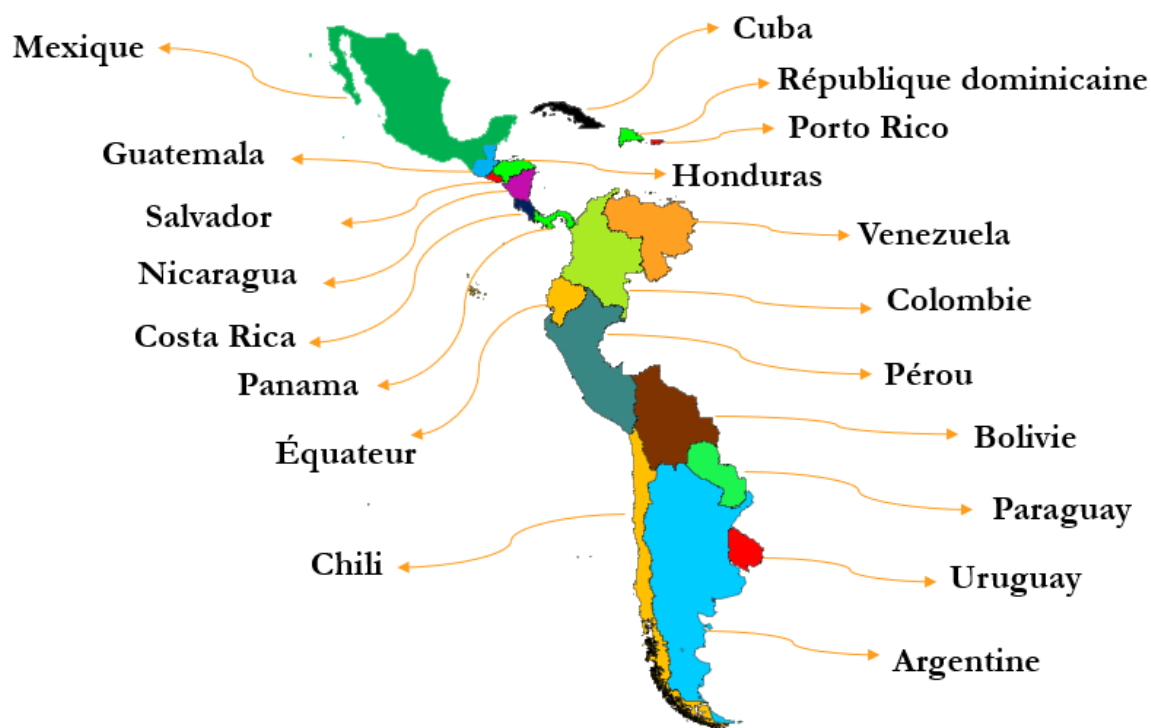 Cuba
Mexique
République dominicaine
Porto Rico
Guatemala
Honduras
Salvador
Venezuela
Nicaragua
Colombie
Costa Rica
Pérou
Panama
Bolivie
Équateur
Paraguay
Chili
Uruguay
Argentine